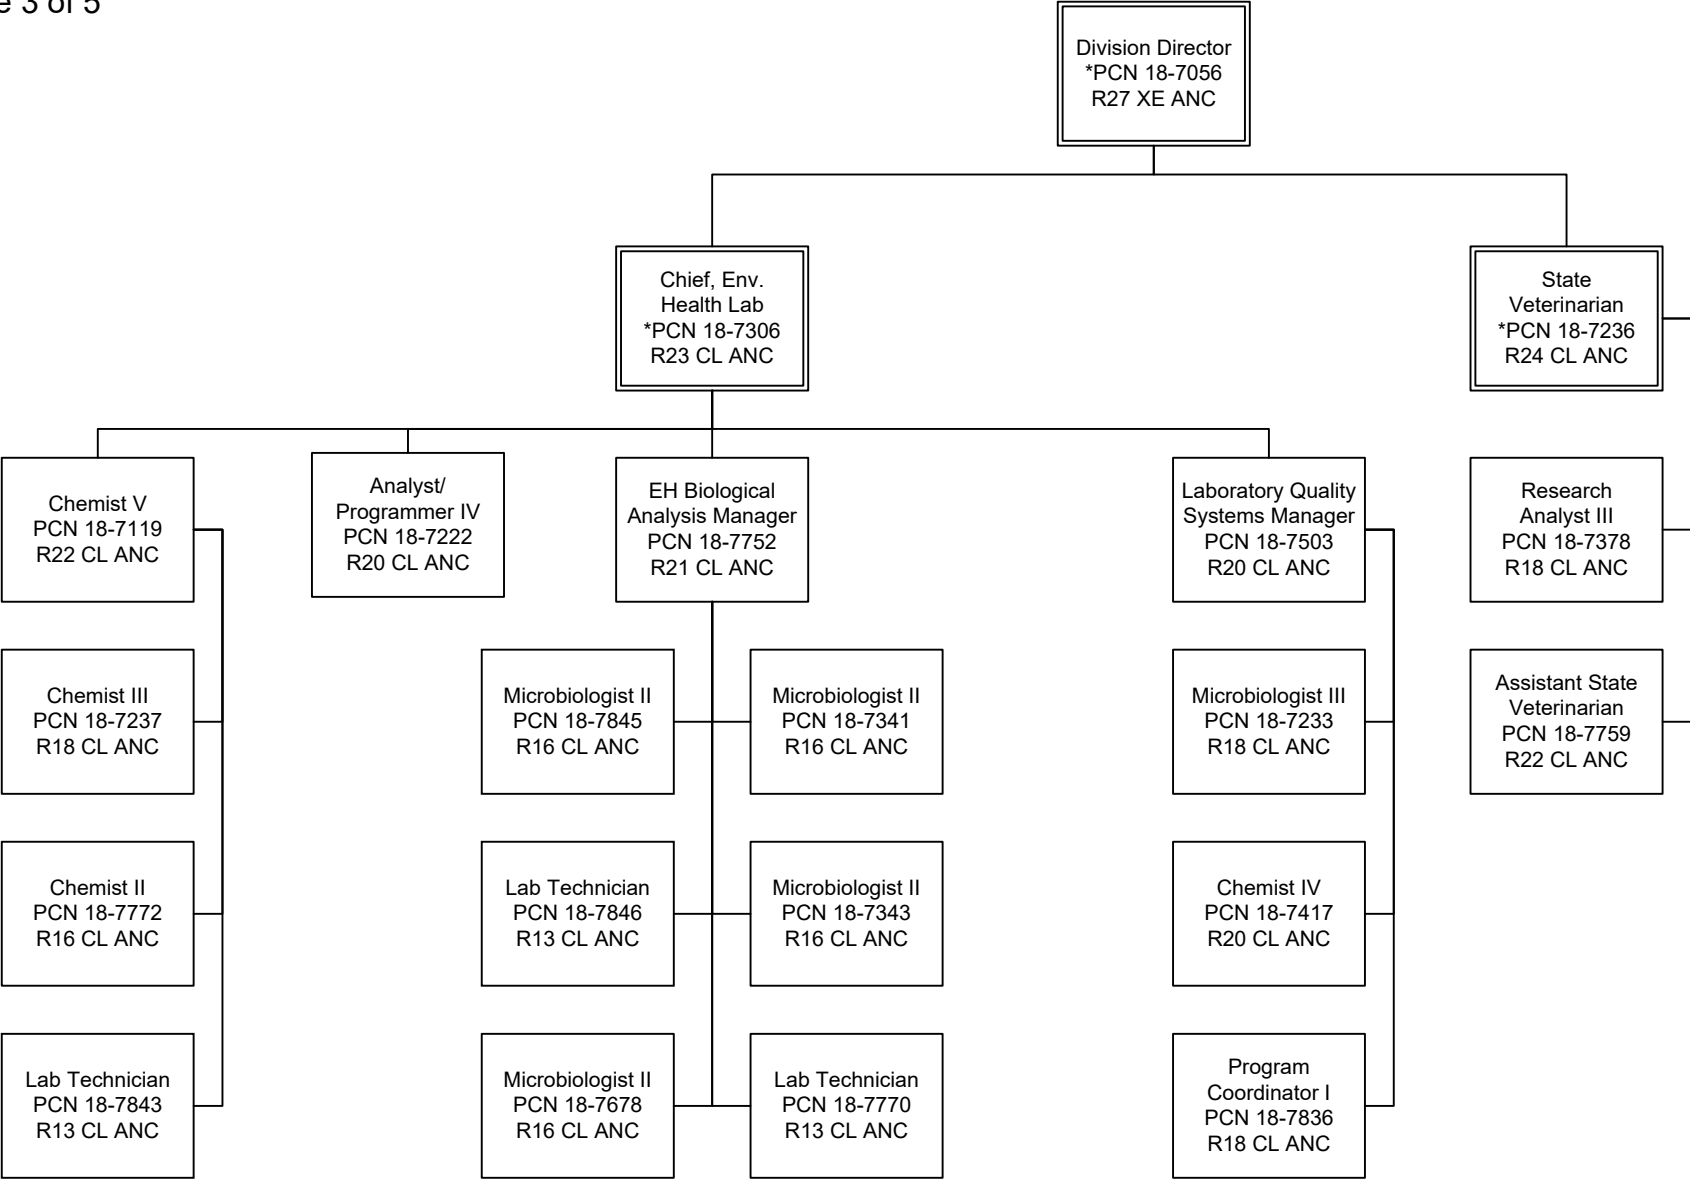 3 of 5
Division Director
*PCN 18-7056
R27 XE ANC
Chief, Env.
Health Lab
*PCN 18-7306
R23 CL ANC
State
Veterinarian
*PCN 18-7236
R24 CL ANC
Chemist V
PCN 18-7119
R22 CL ANC
Analyst/
Programmer IV
PCN 18-7222
R20 CL ANC
EH Biological
Analysis Manager
PCN 18-7752
R21 CL ANC
Laboratory Quality
Systems Manager
PCN 18-7503
R20 CL ANC
Research
Analyst III
PCN 18-7378
R18 CL ANC
Chemist III
PCN 18-7237
R18 CL ANC
Microbiologist II
PCN 18-7845
R16 CL ANC
Microbiologist II
PCN 18-7341
R16 CL ANC
Microbiologist III
PCN 18-7233
R18 CL ANC
Assistant State
Veterinarian
PCN 18-7759
R22 CL ANC
Chemist II
PCN 18-7772
R16 CL ANC
Lab Technician
PCN 18-7846
R13 CL ANC
Microbiologist II
PCN 18-7343
R16 CL ANC
Chemist IV
PCN 18-7417
R20 CL ANC
Lab Technician
PCN 18-7843
R13 CL ANC
Microbiologist II
PCN 18-7678
R16 CL ANC
Lab Technician
PCN 18-7770
R13 CL ANC
Program
Coordinator I
PCN 18-7836
R18 CL ANC